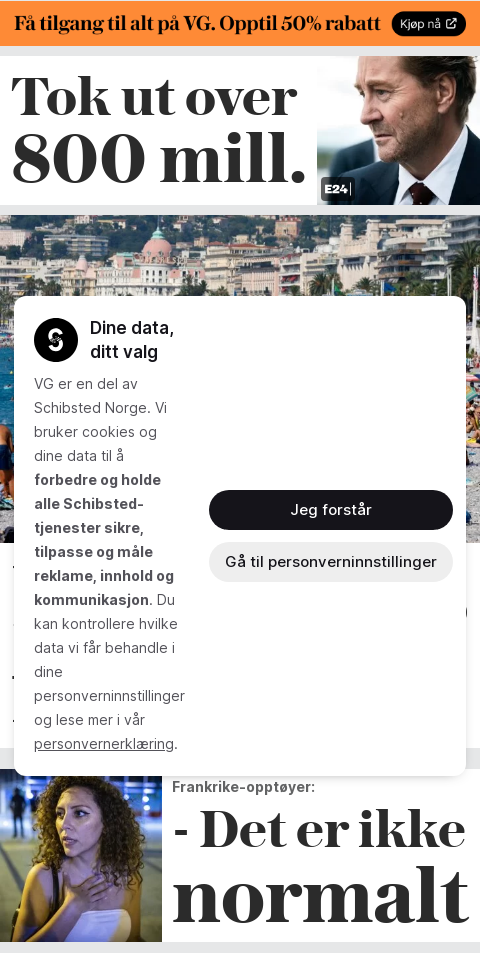 Få tilgang til alt på VG. Opptil 50% rabatt
Kjøp nå
Tok ut over
800 mill.
E24
Dine data,
ditt valg
VG er en del av
Schibsted Norge. Vi
bruker cookies og
dine data til å
forbedre og holde
alle Schibsted-
tjenester sikre,
tilpasse og måle
reklame, innhold og
kommunikasjon. Du
kan kontrollere hvilke
data vi får behandle i
dine
personverninnstillinger
og lese mer i vår
personvernerklæring.
Jeg forstår
Gå til personverninnstillinger
Frankrike-opptøyer:
- Det er ikke
normalt